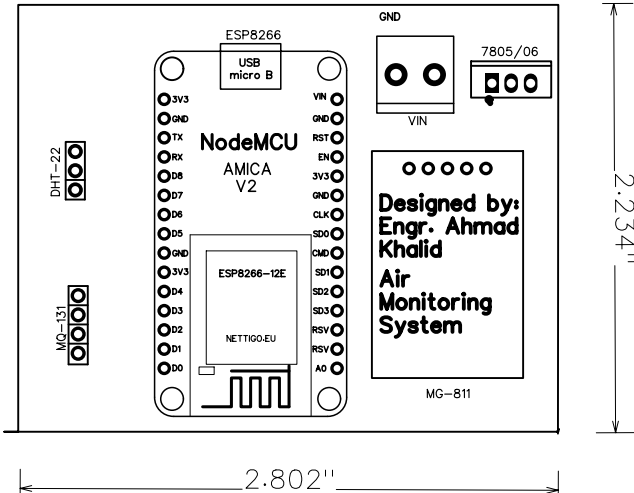 GND
ESP8266
USB
micro B
7805/06
VIN
3V3
GND
TX
RX
D8
D7
D6
D5
GND
3V3
D4
D3
D2
D1
D0
NodeMCU
AMICA
V2
VIN
GND
RST
EN
3V3
GND
CLK
SD0
CMD
SD1
SD2
SD3
RSV
RSV
A0
ESP8266-12E
NETTIGO.EU
DHT-22
MQ-131
Designed by:
Engr. Ahmad
Khalid
Air
Monitoring
System
MG-811
2.234"
2.802"